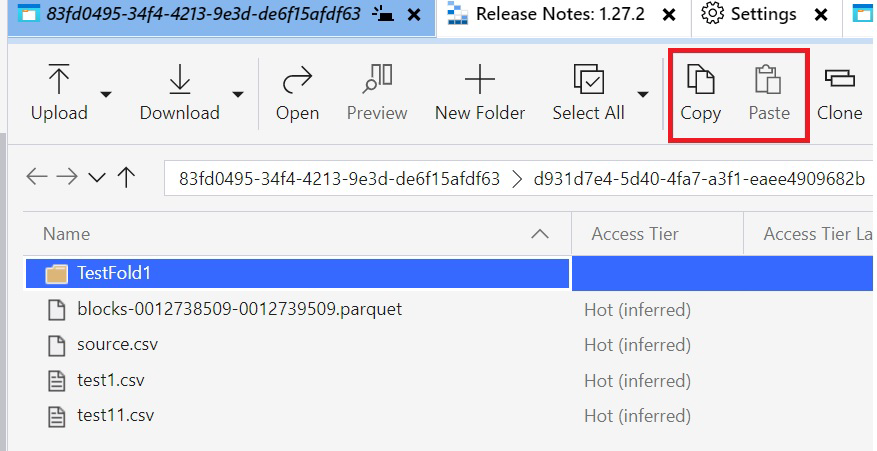 83fd0495-34f4-4213-9e3d-de6f15afdf63 Release Notes: 1.27.2 Settings
Upload Download Open Preview New Folder Select All Copy Paste Clone
83fd0495-34f4-4213-9e3d-de6f15afdf63 > d931d7e4-5d40-4fa7-a3f1-eaee4909682b
Name Access Tier Access Tier La
TestFold1
blocks-0012738509-0012739509.parquet Hot (inferred)
source.csv Hot (inferred)
test1.csv Hot (inferred)
test11.csv Hot (inferred)